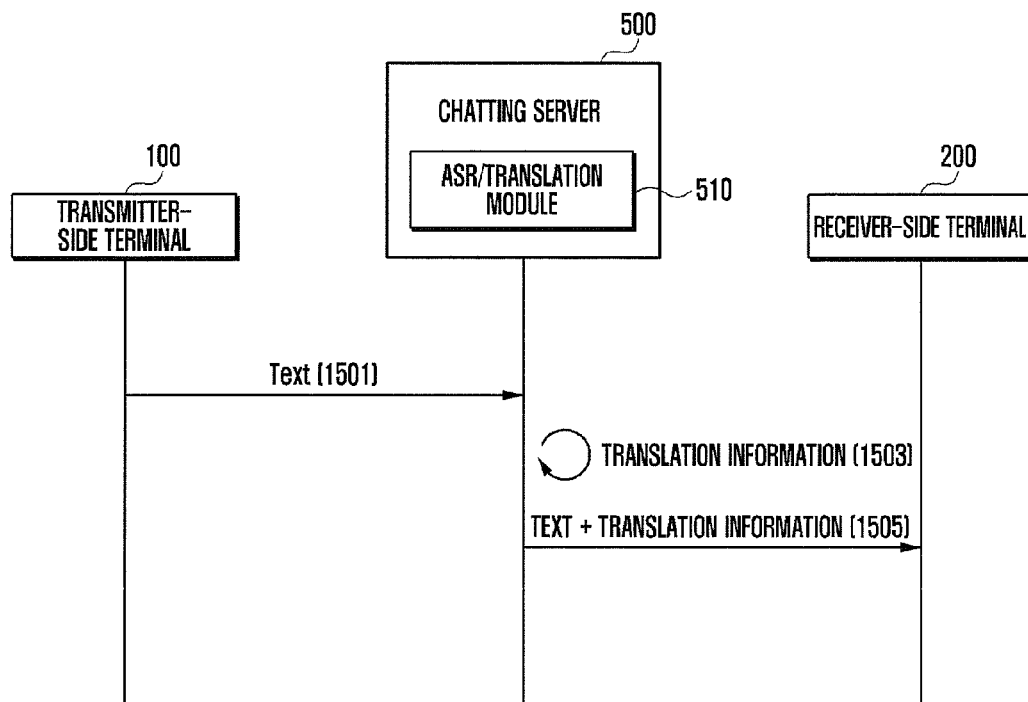 500
CHATTING SERVER
ASR/TRANSLATION
MODULE
510
100
TRANSMITTER-
SIDE TERMINAL
200
RECEIVER-SIDE TERMINAL
Text (1501)
TRANSLATION INFORMATION (1503)
TEXT + TRANSLATION INFORMATION (1505)